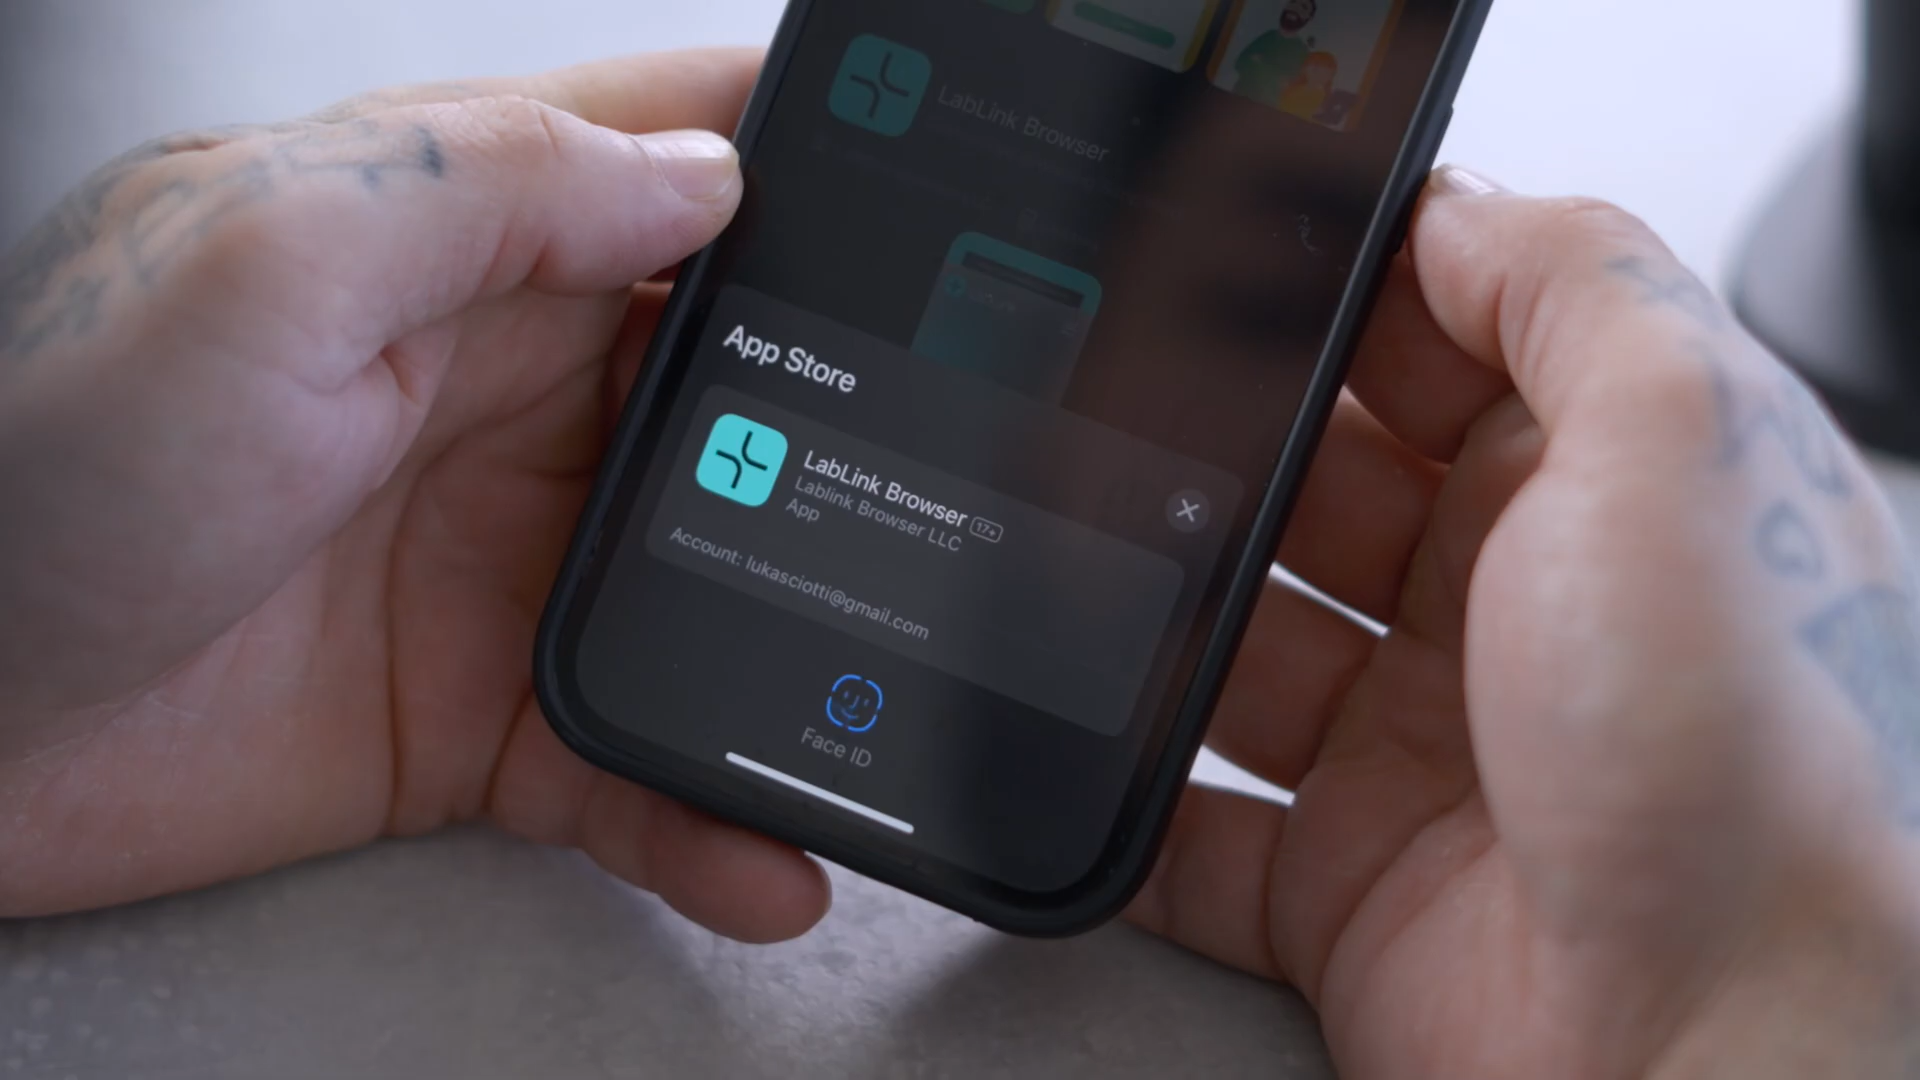 LabLink Browser
App Store
LabLink Browser 17+
Lablink Browser LLC
App
Account: lukasciotti@gmail.com
Face ID